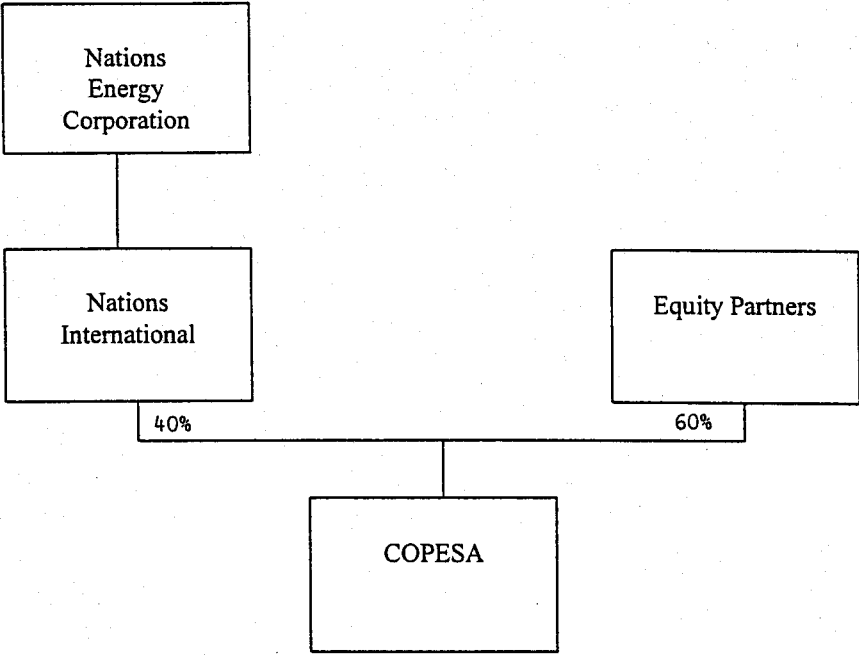 Nations
Energy
Corporation
Nations
International
Equity Partners
40%
60%
COPESA